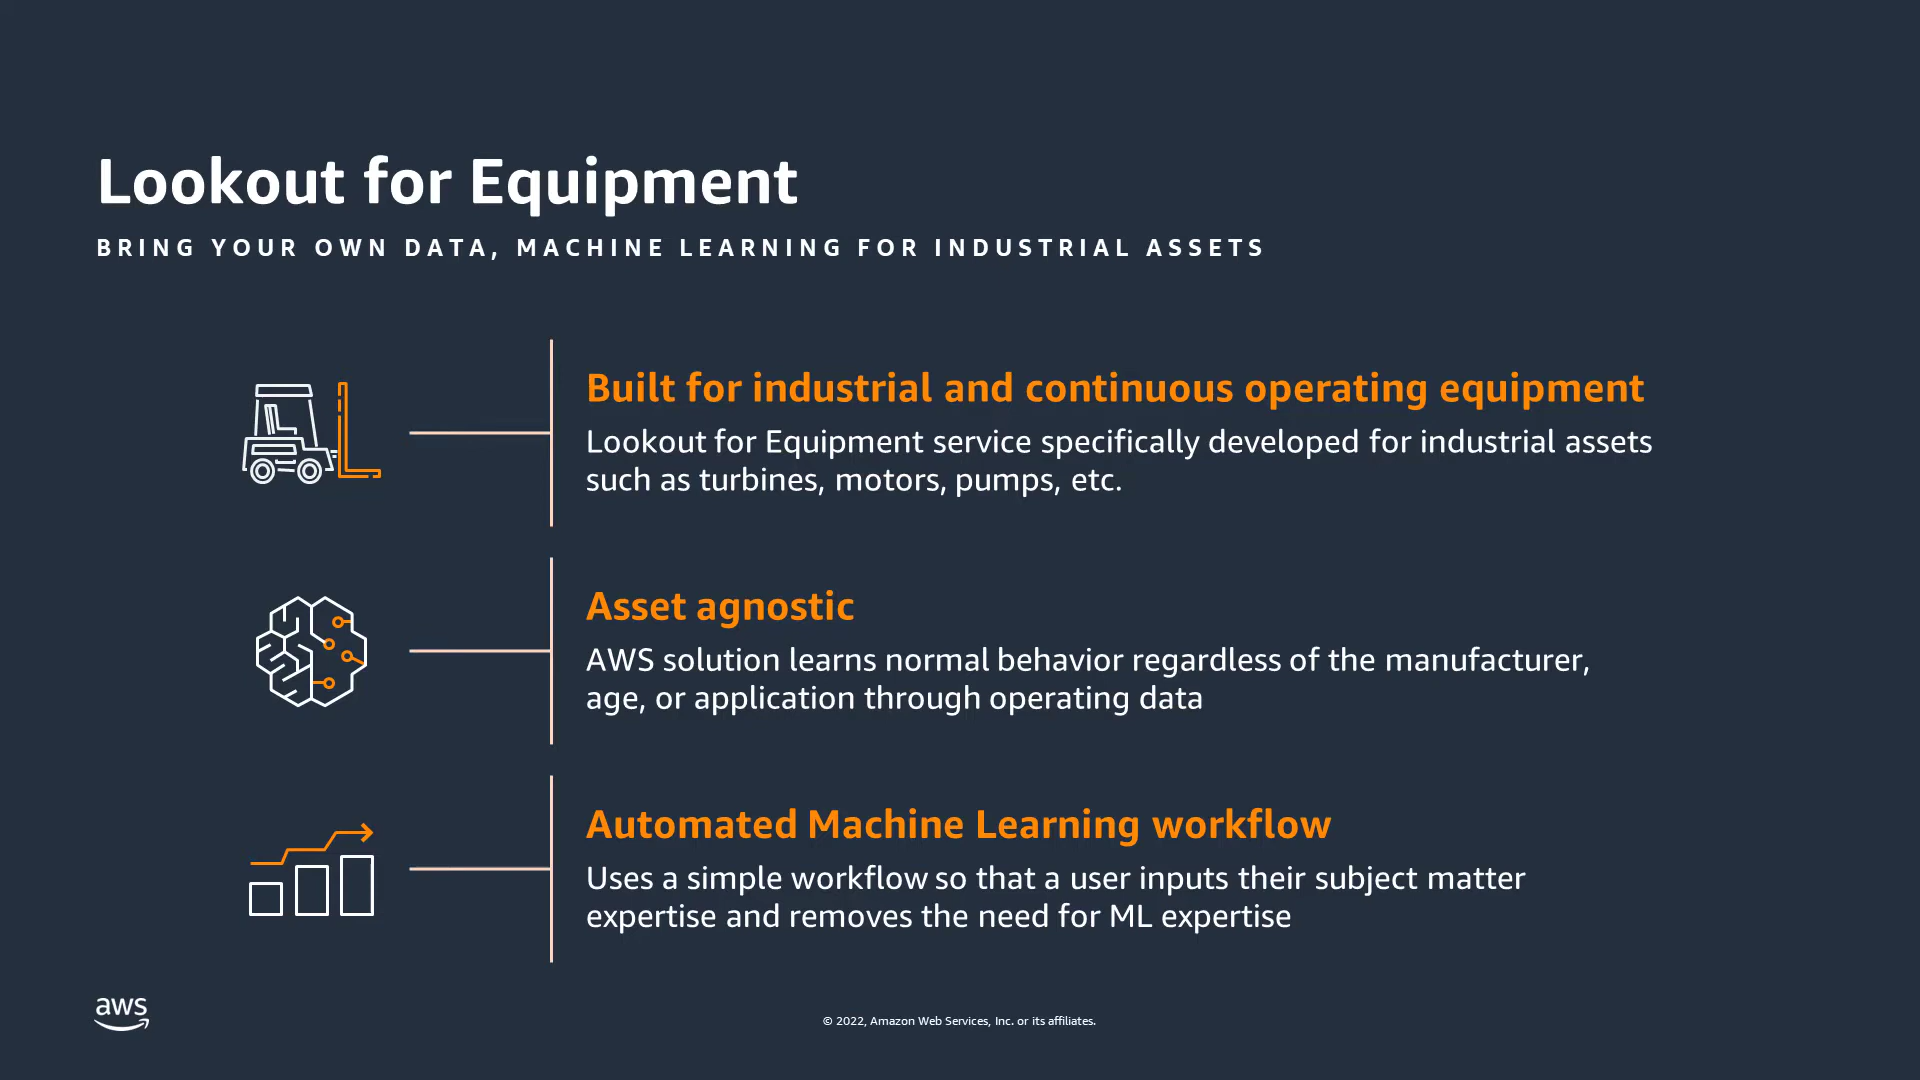 Lookout for Equipment
BRING YOUR OWN DATA, MACHINE LEARNING FOR INDUSTRIAL ASSETS
Built for industrial and continuous operating equipment
Lookout for Equipment service specifically developed for industrial assets
such as turbines, motors, pumps, etc.
Asset agnostic
AWS solution learns normal behavior regardless of the manufacturer,
age, or application through operating data
Automated Machine Learning workflow
Uses a simple workflow so that a user inputs their subject matter
expertise and removes the need for ML expertise
aws
© 2022, Amazon Web Services, Inc. or its affiliates.